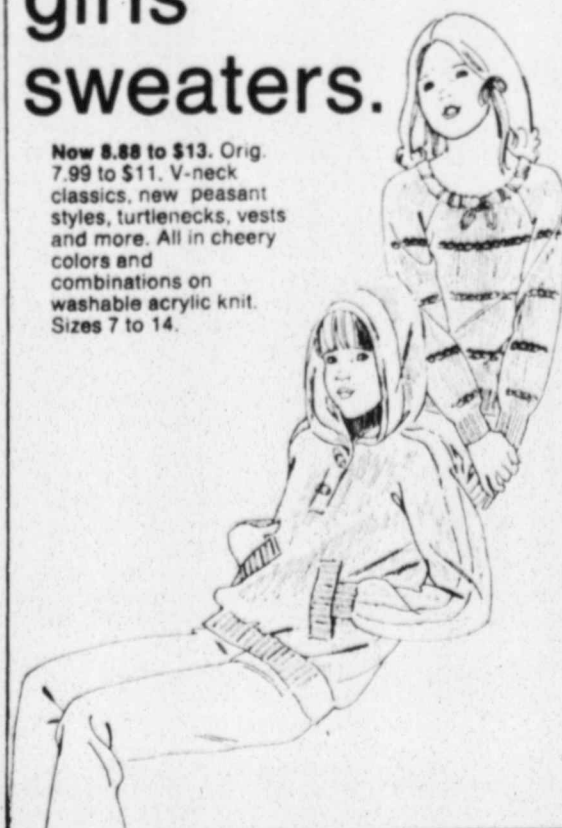 girls
sweaters.
Now 8.88 to $13. Orig.
7.99 to $11. V-neck
classics, new peasant
styles, turtlenecks, vests
and more. All in cheery
colors and
combinations on
washable acrylic knit.
Sizes 7 to 14.